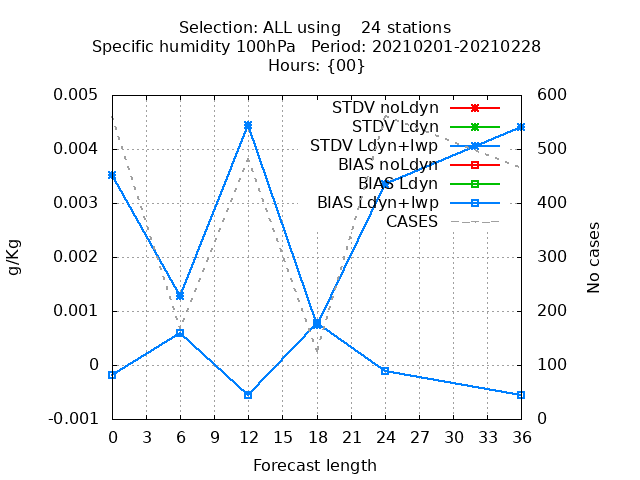 Selection: ALL using    24 stations
Specific humidity 100hPa   Period: 20210201-20210228
Hours: {00}
0.005
0.004
0.003
0.002
0.001
0
-0.001
g/Kg
STDV noLdyn
STDV Ldyn
STDV Ldyn+lwp
BIAS noLdyn
BIAS Ldyn
BIAS Ldyn+lwp
CASES
600
500
400
300
200
100
0
No cases
0 3 6 9 12 15 18 21 24 27 30 33 36
Forecast length